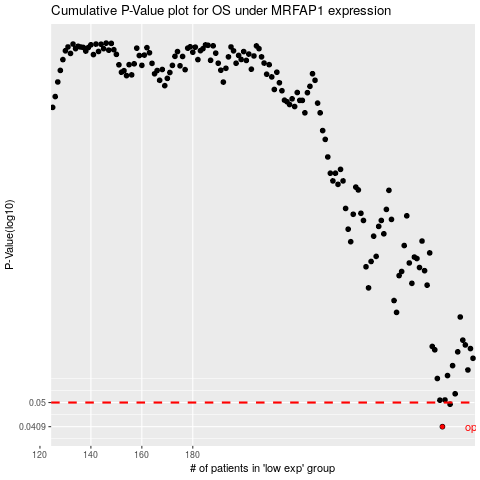 Cumulative P-Value plot for OS under MRFAP1 expression
P-Value(log10)
0.05
0.0409
op
120 140 160 180
# of patients in 'low exp' group